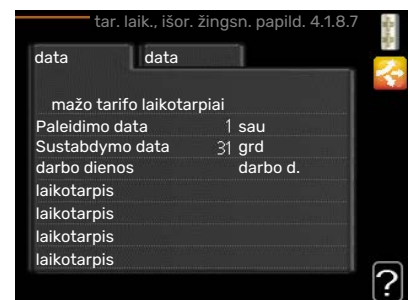 tar. laik., išor. žingsn. papild. 4.1.8.7
data data
mažo tarifo laikotarpiai
Paleidimo data 1 sau
Sustabdymo data 31 grd
darbo dienos darbo d.
laikotarpis
laikotarpis
laikotarpis
laikotarpis
?